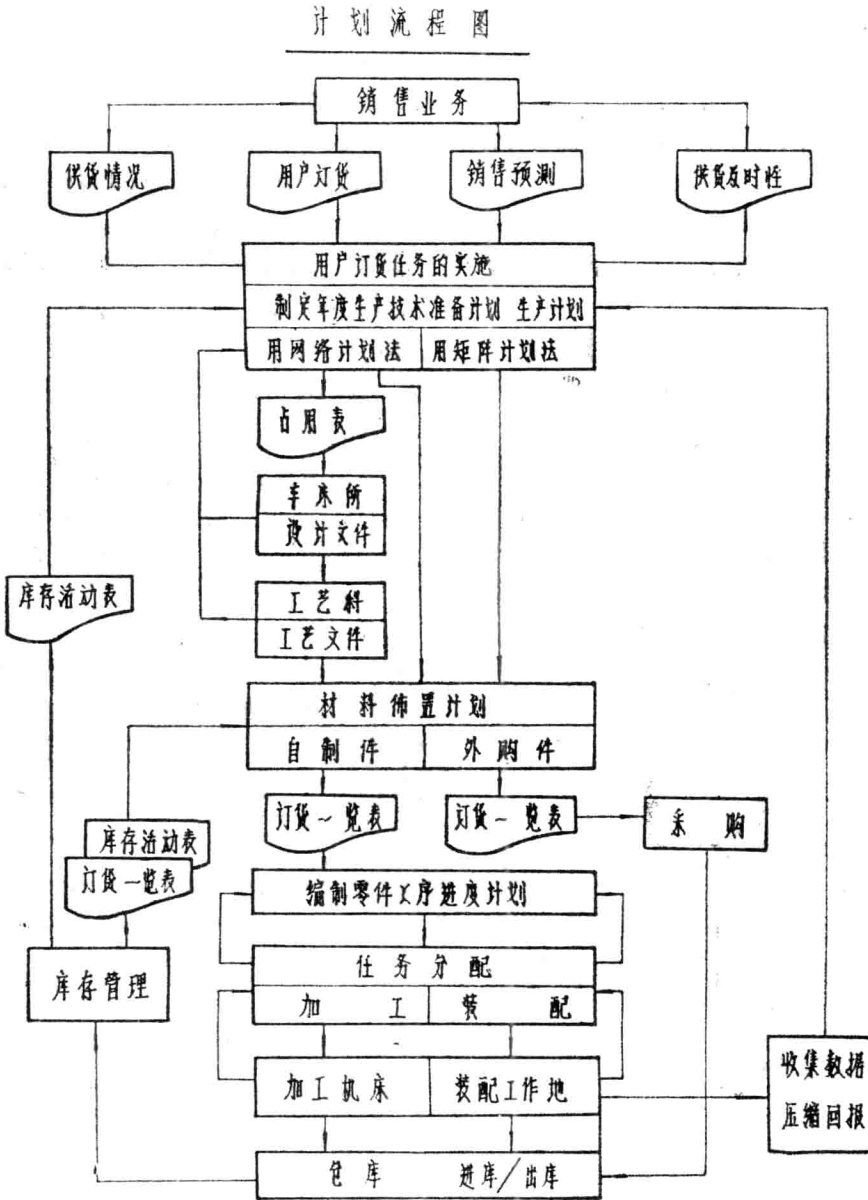 计划流程图
销售业务
供货情况
用户订货
销售预测
供货及时性
用户订货任务的实施
制定年度生产技术准备计划 生产计划
用网络计划法
用矩阵计划法
占用表
车床所
设计文件
工艺科
工艺文件
库存活动表
材料佈置计划
自制件
外购件
订货一览表
订货一览表
采购
库存活动表
订货一览表
编制零件工序进度计划
任务分配
加工
装配
库存管理
加工机床
装配工作地
收集数据
压缩回报
仓库
进库/出库